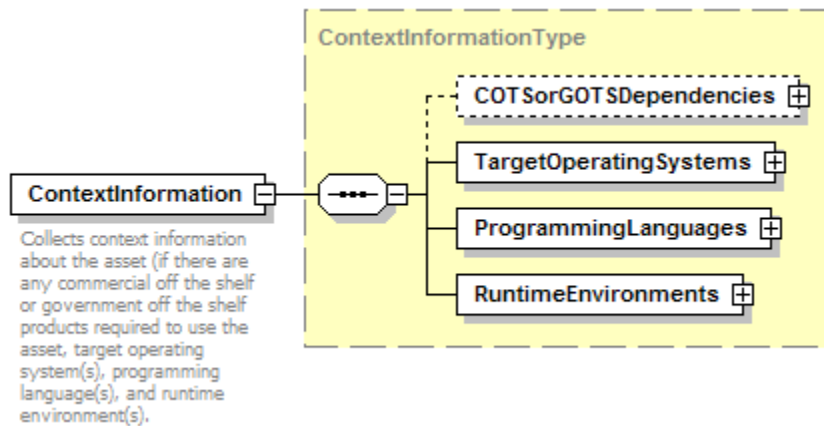 ContextInformationType
COTSorGOTSDependencies
TargetOperatingSystems
ContextInformation
ProgrammingLanguages
RuntimeEnvironments
Collects context information
about the asset (if there are
any commercial off the shelf
or government off the shelf
products required to use the
asset, target operating
system(s), programming
language(s), and runtime
environment(s).